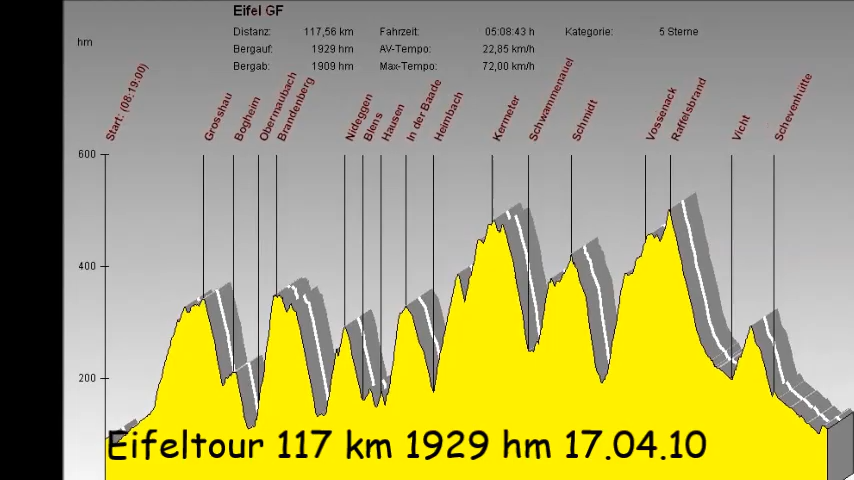 Eifel GF
Distanz: 117,56 km Fahrzeit: 05:08:43 h Kategorie: 5 Sterne
Bergauf: 1929 hm AV-Tempo: 22,85 km/h
Bergab: 1909 hm Max-Tempo: 72,00 km/h
hm
Start: (08:19:00)
Grosshau
Bogheim
Obermaubach
Brandenberg
Nideggen
Blens
Hausen
In der Baade
Heimbach
Kermeter
Schwammenauel
Schmidt
Vossenack
Raffelsbrand
Vicht
Schevenhütte
600
400
200
Eifeltour 117 km 1929 hm 17.04.10